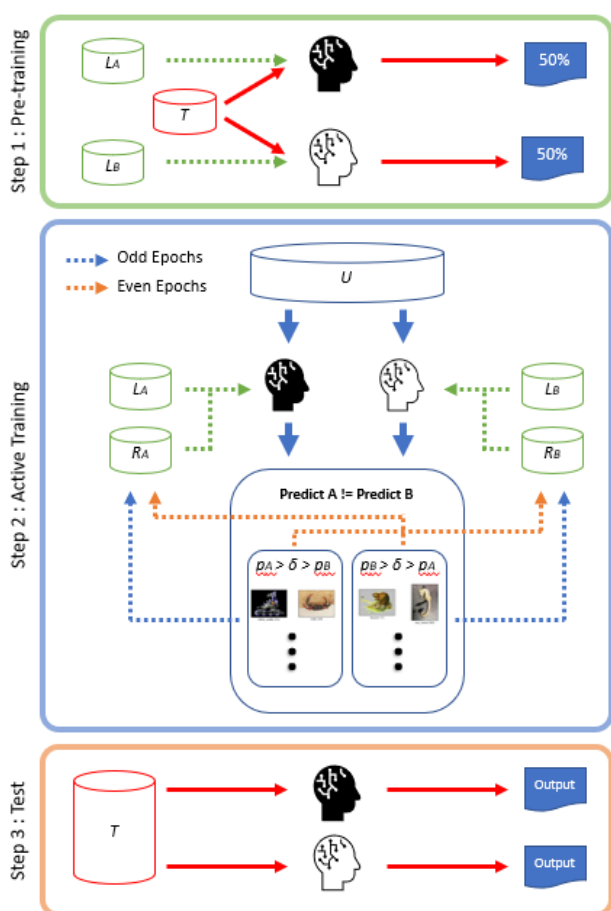 Step 1 : Pre-training
LA
T
LB
50%
50%
Step 2 : Active Training
Odd Epochs
Even Epochs
U
LA
RA
LB
RB
Predict A != Predict B
pA > δ > pB
pB > δ > pA
Step 3 : Test
T
Output
Output